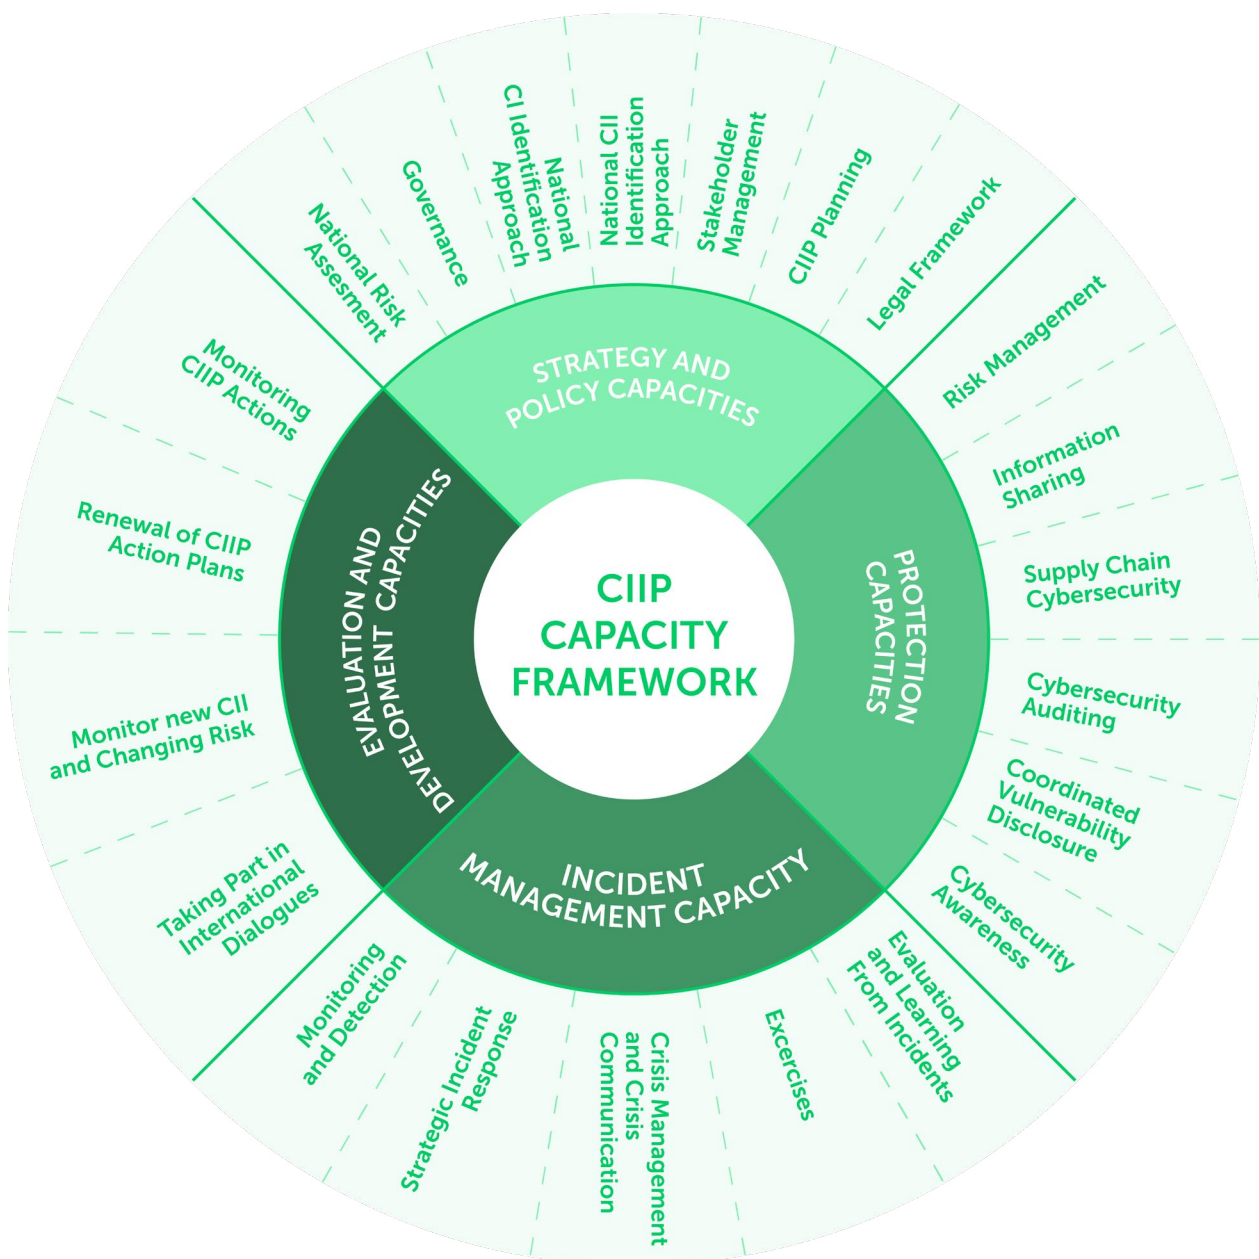 CIIP
CAPACITY
FRAMEWORK
STRATEGY AND
POLICY CAPACITIES
National Risk
Assesment
Governance
National
CI Identification
Approach
National CII
Identification
Approach
Stakeholder
Management
CIIP Planning
Legal Framework
PROTECTION
CAPACITIES
Risk Management
Information
Sharing
Supply Chain
Cybersecurity
Cybersecurity
Auditing
Coordinated
Vulnerability
Disclosure
Cybersecurity
Awareness
INCIDENT
MANAGEMENT CAPACITY
Evaluation
and Learning
From Incidents
Excercises
Crisis Management
and Crisis
Communication
Strategic Incident
Response
Monitoring
and Detection
EVALUATION AND
DEVELOPMENT CAPACITIES
Taking Part in
International
Dialogues
Monitor new CII
and Changing Risk
Renewal of CIIP
Action Plans
Monitoring
CIIP Actions